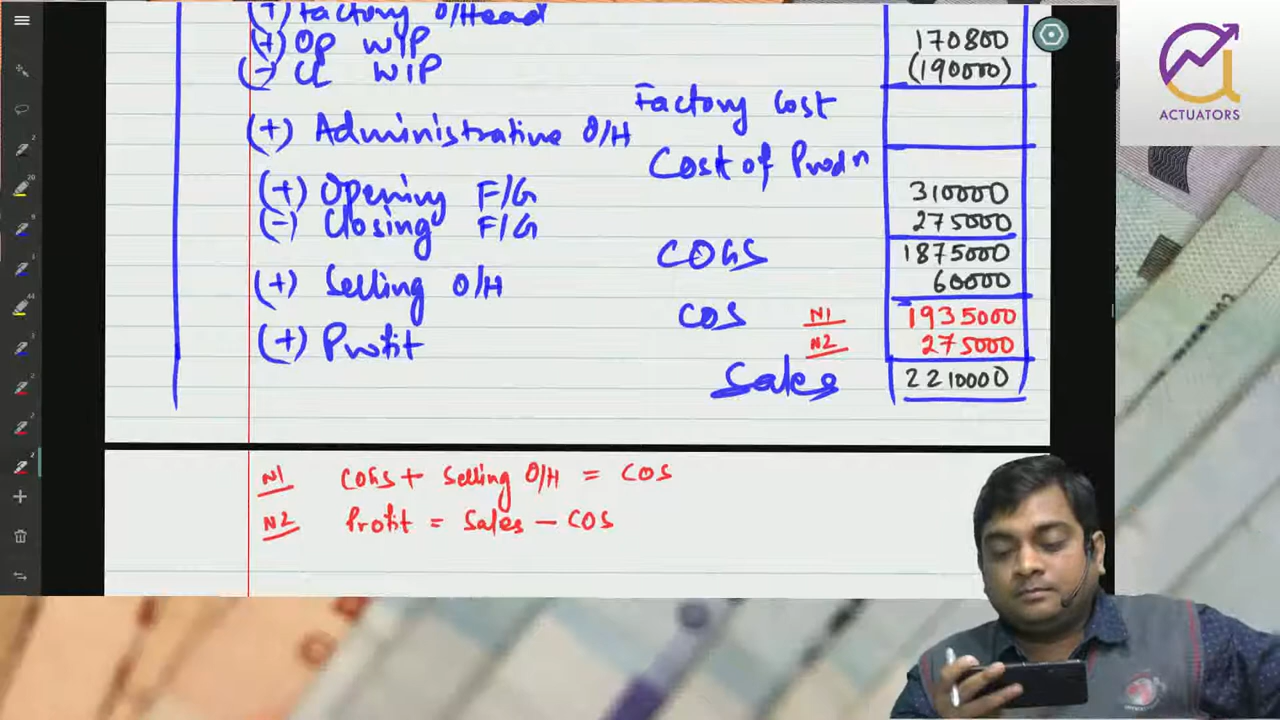 (+) Factory O/Head
(+) OP WIP 170800
(-) CL WIP (190000)
Factory Cost
(+) Administrative O/H
Cost of Prodn
(+) Opening F/G 310000
(-) Closing F/G 275000
COGS 1875000
(+) Selling O/H 60000
COS N1 1935000
(+) Profit N2 275000
Sales 2210000
N1 COGS + Selling O/H = COS
N2 Profit = Sales - COS
ACTUATORS